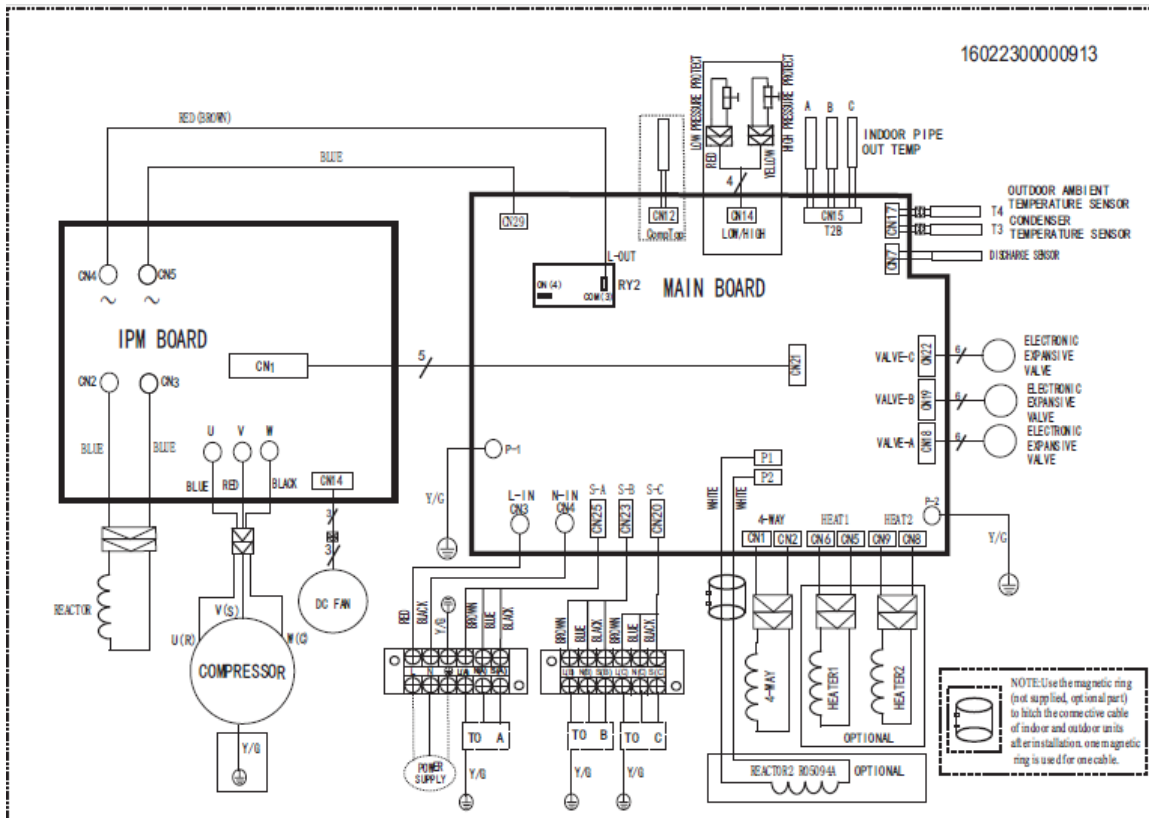 16022300000913
LOW PRESSURE PROTECT
HIGH PRESSURE PROTECT
RED
YELLOW
4
A B C
INDOOR PIPE
OUT TEMP
RED(BROWN)
BLUE
CN29
CN12
CompTop
CN14
LOW/HIGH
CN15
T2B
CN17
OUTDOOR AMBIENT
T4 TEMPERATURE SENSOR
CONDENSER
T3 TEMPERATURE SENSOR
CN7
DISCHARGE SENSOR
CN4
CN5
~ ~
IPM BOARD
L-OUT
ON(4)
COM(3)
RY2
MAIN BOARD
CN1
5
CN21
CN2
CN3
BLUE
BLUE
U V W
BLUE
RED
BLACK
CN14
3
3
DC FAN
REACTOR
V(S)
U(R)
W(C)
COMPRESSOR
Y/G
VALVE-C
CN22
6
ELECTRONIC
EXPANSIVE
VALVE
VALVE-B
CN19
6
ELECTRONIC
EXPANSIVE
VALVE
VALVE-A
CN18
6
ELECTRONIC
EXPANSIVE
VALVE
P-1
Y/G
P1
P2
WHITE
WHITE
P-2
Y/G
L-IN
CN3
N-IN
CN4
S-A
CN25
S-B
CN23
S-C
CN20
4-WAY
CN1 CN2
HEAT1
CN6 CN5
HEAT2
CN9 CN8
RED
BLACK
Y/G
BROWN
BLUE
BLACK
BROWN
BLUE
BLACK
BROWN
BLUE
BLACK
N
N(A) S(A)
L(B) N(B) S(B) L(C) N(C) S(C)
TO A
TO B
TO C
Y/G
Y/G
Y/G
POWER
SUPPLY
4-WAY
HEATER1
HEATER2
OPTIONAL
REACTOR2 R05094A
OPTIONAL
NOTE:Use the magnetic ring
(not supplied, optional part)
to hitch the connective cable
of indoor and outdoor units
after installation. one magnetic
ring is used for one cable.